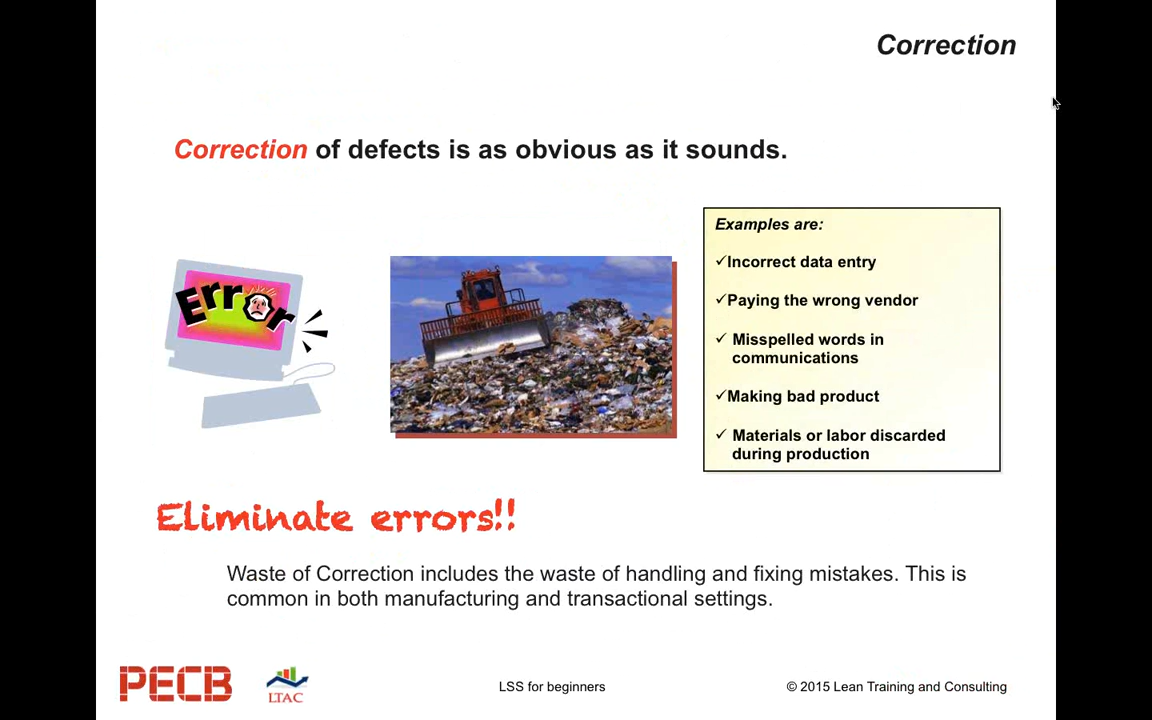 Correction
Correction of defects is as obvious as it sounds.
Error
Examples are:
✓Incorrect data entry
✓Paying the wrong vendor
✓ Misspelled words in
communications
✓Making bad product
✓ Materials or labor discarded
during production
Eliminate errors!!
Waste of Correction includes the waste of handling and fixing mistakes. This is
common in both manufacturing and transactional settings.
PECB
LTAC
LSS for beginners
© 2015 Lean Training and Consulting